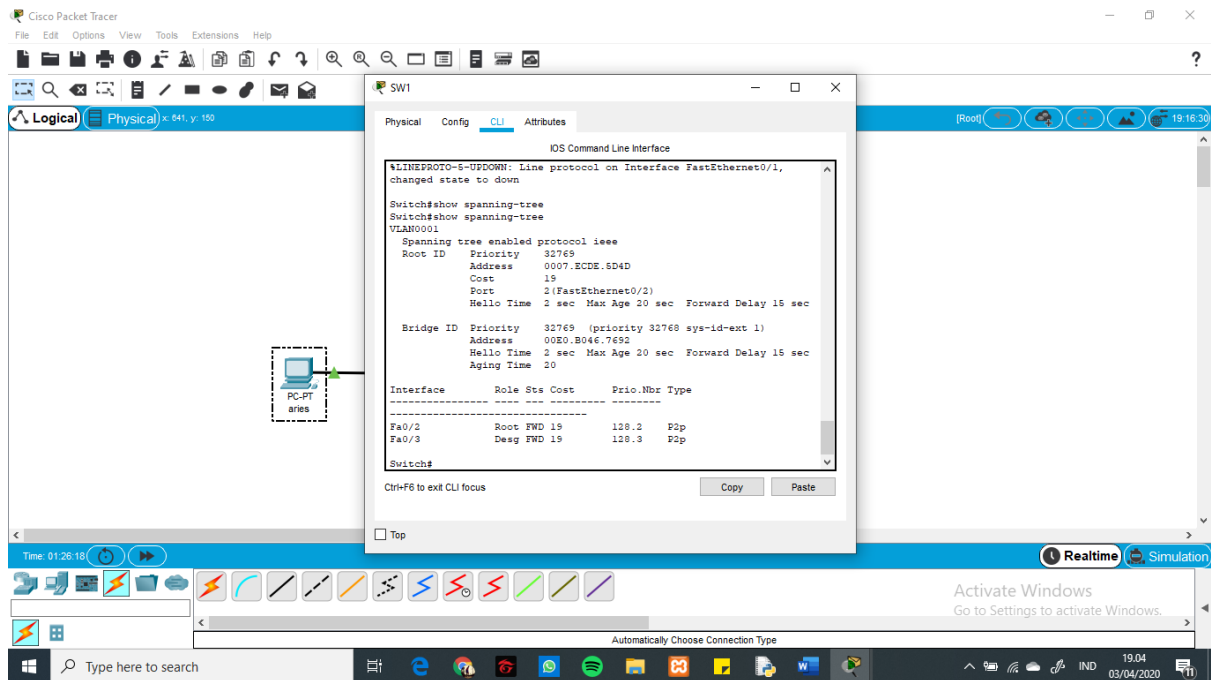 Cisco Packet Tracer
File Edit Options View Tools Extensions Help
?
Logical Physical x: 641, y: 150
[Root] 19:16:30
SW1
Physical Config CLI Attributes
IOS Command Line Interface
%LINEPROTO-5-UPDOWN: Line protocol on Interface FastEthernet0/1,
changed state to down
Switch#show spanning-tree
Switch#show spanning-tree
VLAN0001
Spanning tree enabled protocol ieee
Root ID Priority 32769
Address 0007.ECDE.5D4D
Cost 19
Port 2(FastEthernet0/2)
Hello Time 2 sec Max Age 20 sec Forward Delay 15 sec
Bridge ID Priority 32769 (priority 32768 sys-id-ext 1)
Address 00E0.B046.7692
Hello Time 2 sec Max Age 20 sec Forward Delay 15 sec
Aging Time 20
Interface Role Sts Cost Prio.Nbr Type
---------------- ---- --- --------- --------
--------------------------------
Fa0/2 Root FWD 19 128.2 P2p
Fa0/3 Desg FWD 19 128.3 P2p
Switch#
Ctrl+F6 to exit CLI focus
Copy Paste
Top
PC-PT
aries
Time: 01:26:18
Realtime Simulation
Activate Windows
Go to Settings to activate Windows.
Automatically Choose Connection Type
Type here to search
IND
19.04
03/04/2020